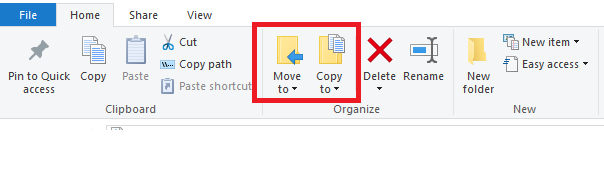 File Home Share View
Pin to Quick
access
Copy
Paste
Cut
Copy path
Paste shortcut
Clipboard
Move
to
Copy
to
Delete
Rename
Organize
New
folder
New item
Easy access
New